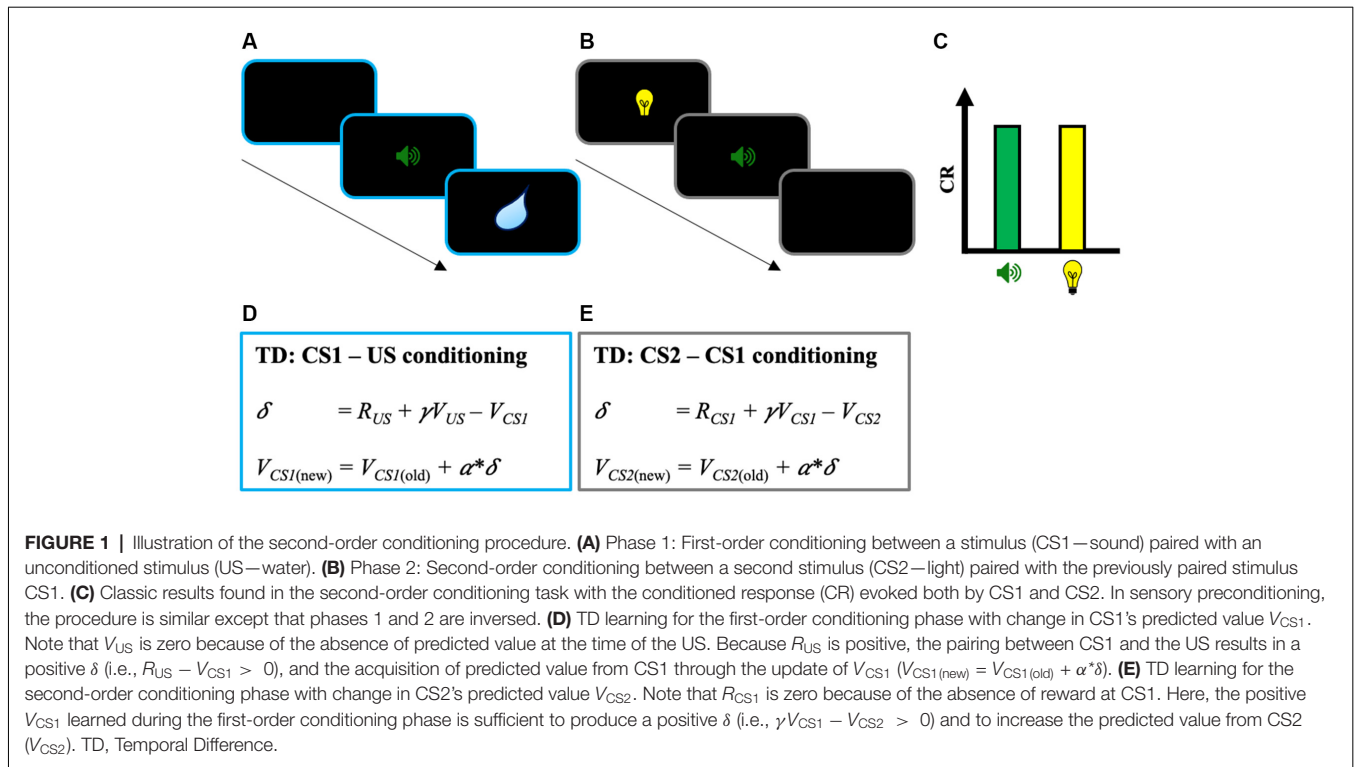 A
B
C
CR
D
E
TD: CS1 – US conditioning
δ = R_US + γV_US – V_CS1
V_CS1(new) = V_CS1(old) + α*δ
TD: CS2 – CS1 conditioning
δ = R_CS1 + γV_CS1 – V_CS2
V_CS2(new) = V_CS2(old) + α*δ
FIGURE 1 | Illustration of the second-order conditioning procedure. (A) Phase 1: First-order conditioning between a stimulus (CS1—sound) paired with an
unconditioned stimulus (US—water). (B) Phase 2: Second-order conditioning between a second stimulus (CS2—light) paired with the previously paired stimulus
CS1. (C) Classic results found in the second-order conditioning task with the conditioned response (CR) evoked both by CS1 and CS2. In sensory preconditioning,
the procedure is similar except that phases 1 and 2 are inversed. (D) TD learning for the first-order conditioning phase with change in CS1's predicted value V_CS1.
Note that V_US is zero because of the absence of predicted value at the time of the US. Because R_US is positive, the pairing between CS1 and the US results in a
positive δ (i.e., R_US − V_CS1 > 0), and the acquisition of predicted value from CS1 through the update of V_CS1 (V_CS1(new) = V_CS1(old) + α*δ). (E) TD learning for the
second-order conditioning phase with change in CS2's predicted value V_CS2. Note that R_CS1 is zero because of the absence of reward at CS1. Here, the positive
V_CS1 learned during the first-order conditioning phase is sufficient to produce a positive δ (i.e., γV_CS1 − V_CS2 > 0) and to increase the predicted value from CS2
(V_CS2). TD, Temporal Difference.